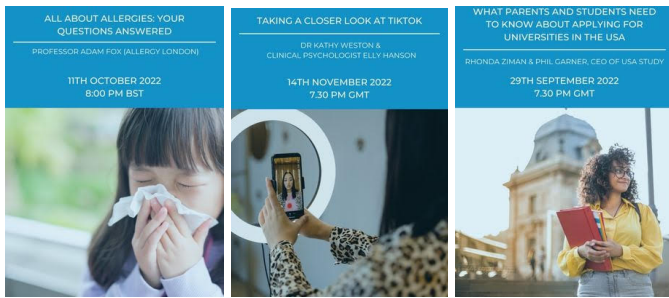 ALL ABOUT ALLERGIES: YOUR
QUESTIONS ANSWERED
PROFESSOR ADAM FOX (ALLERGY LONDON)
11TH OCTOBER 2022
8:00 PM BST
TAKING A CLOSER LOOK AT TIKTOK
DR KATHY WESTON &
CLINICAL PSYCHOLOGIST ELLY HANSON
14TH NOVEMBER 2022
7.30 PM GMT
WHAT PARENTS AND STUDENTS NEED
TO KNOW ABOUT APPLYING FOR
UNIVERSITIES IN THE USA
RHONDA ZIMAN & PHIL GARNER, CEO OF USA STUDY
29TH SEPTEMBER 2022
7.30 PM GMT